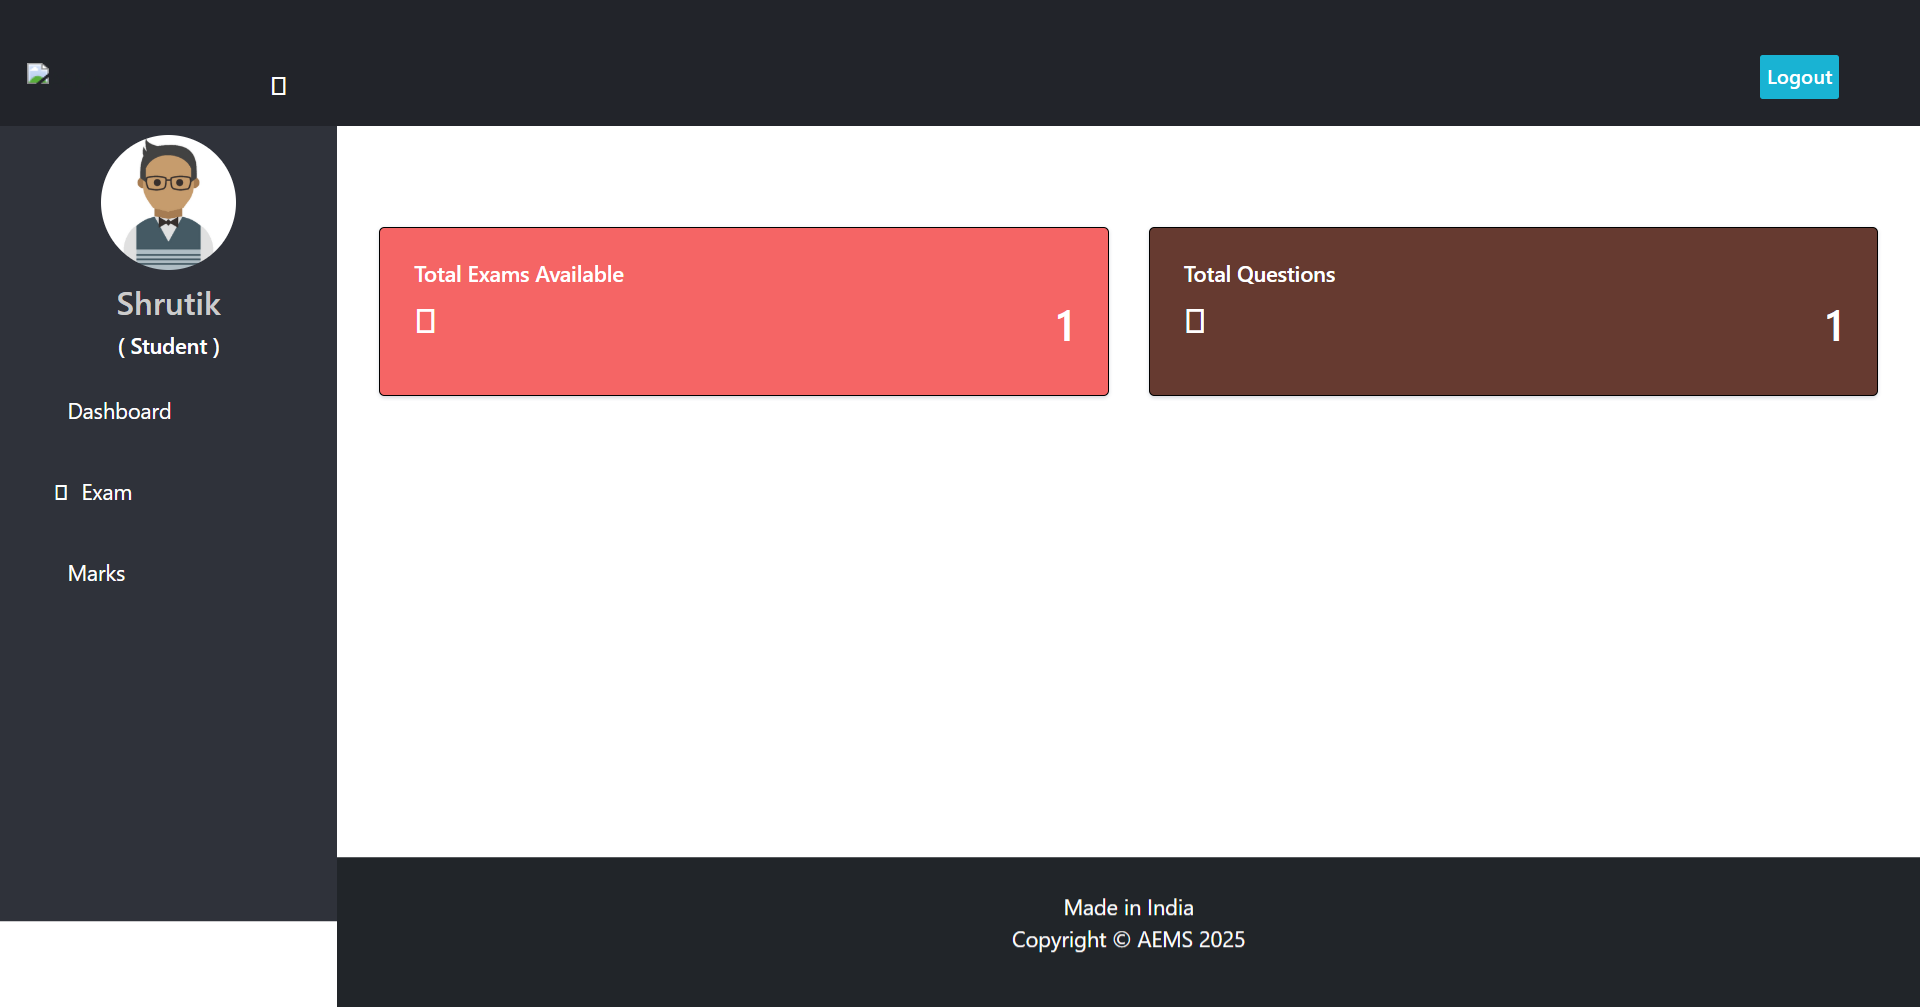 Logout
Shrutik
( Student )
Dashboard
Exam
Marks
Total Exams Available
1
Total Questions
1
Made in India
Copyright © AEMS 2025